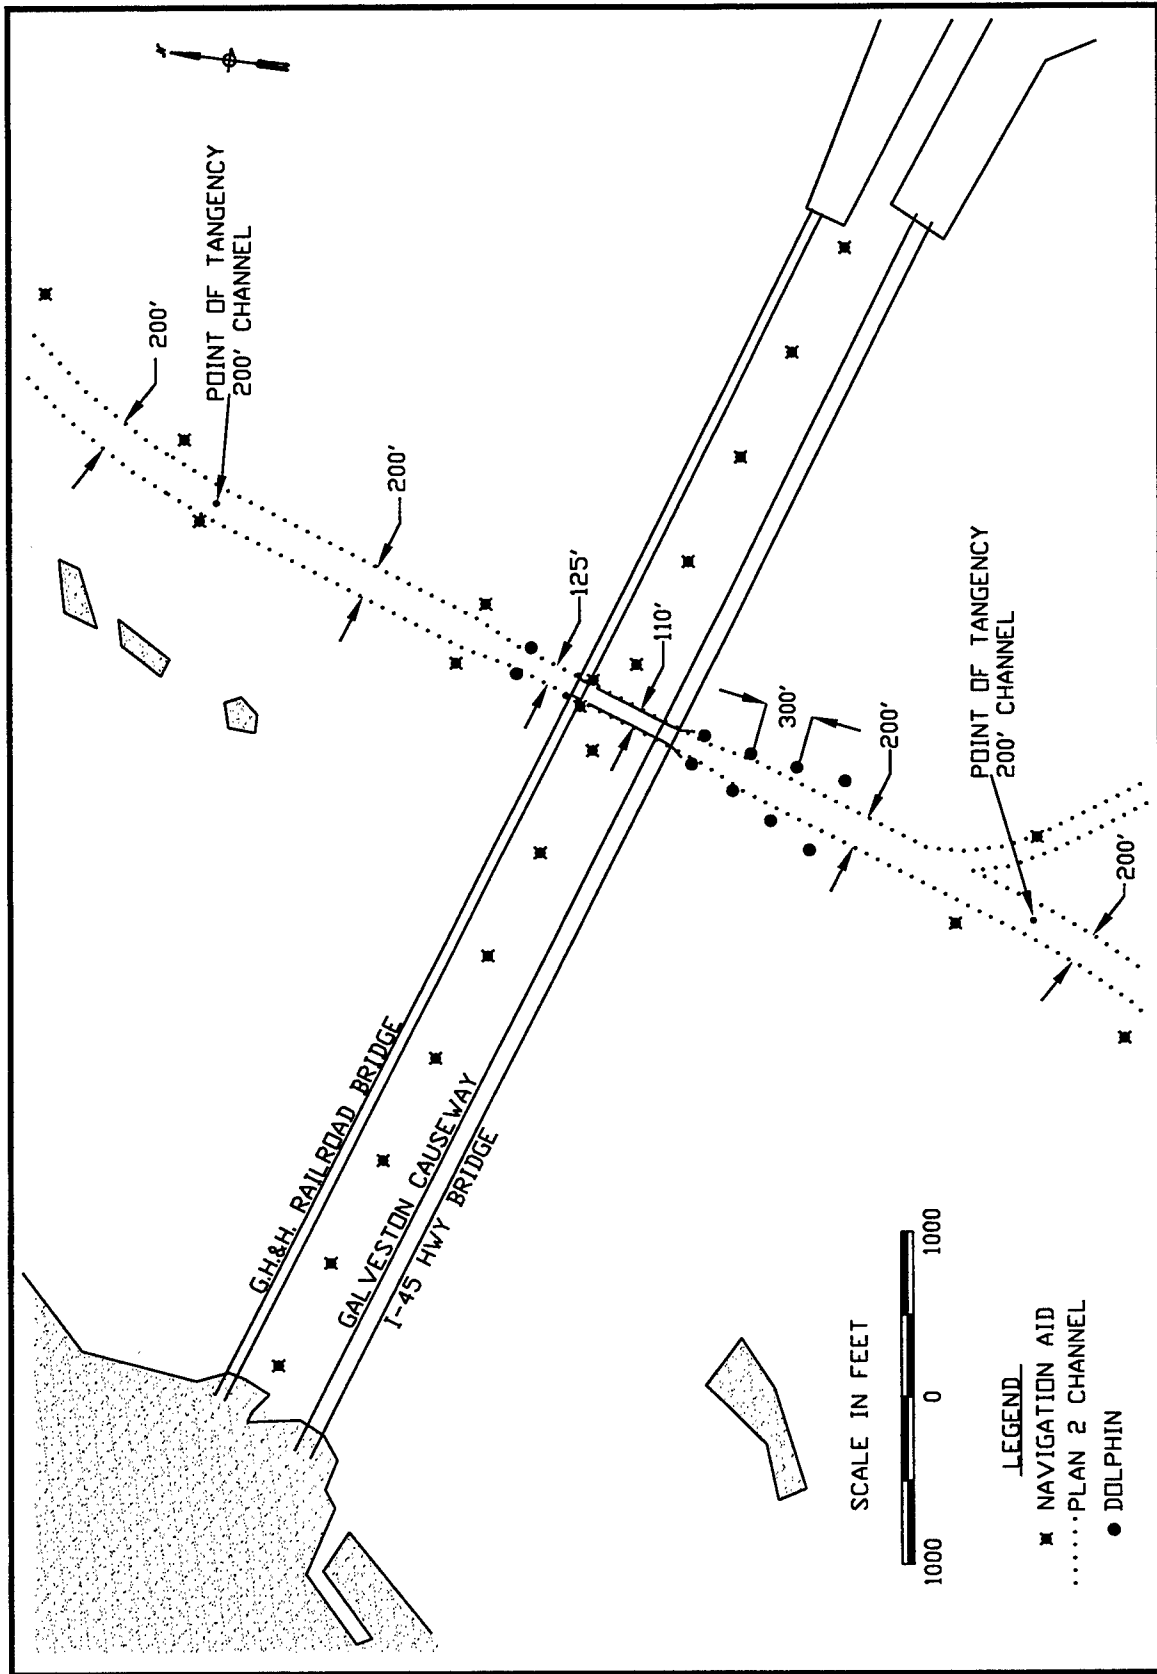 N
200'
POINT OF TANGENCY
200' CHANNEL
200'
125'
110'
300'
200'
POINT OF TANGENCY
200' CHANNEL
200'
G.H.&H. RAILROAD BRIDGE
GALVESTON CAUSEWAY
I-45 HWY BRIDGE
SCALE IN FEET
1000 0 1000
LEGEND
NAVIGATION AID
PLAN 2 CHANNEL
DOLPHIN